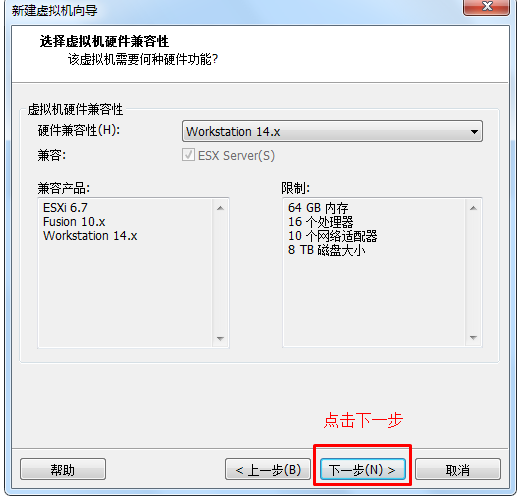 新建虚拟机向导
选择虚拟机硬件兼容性
该虚拟机需要何种硬件功能?
虚拟机硬件兼容性
硬件兼容性(H):
Workstation 14.x
兼容:
ESX Server(S)
兼容产品:
ESXi 6.7
Fusion 10.x
Workstation 14.x
限制:
64 GB 内存
16 个处理器
10 个网络适配器
8 TB 磁盘大小
点击下一步
帮助
< 上一步(B)
下一步(N) >
取消